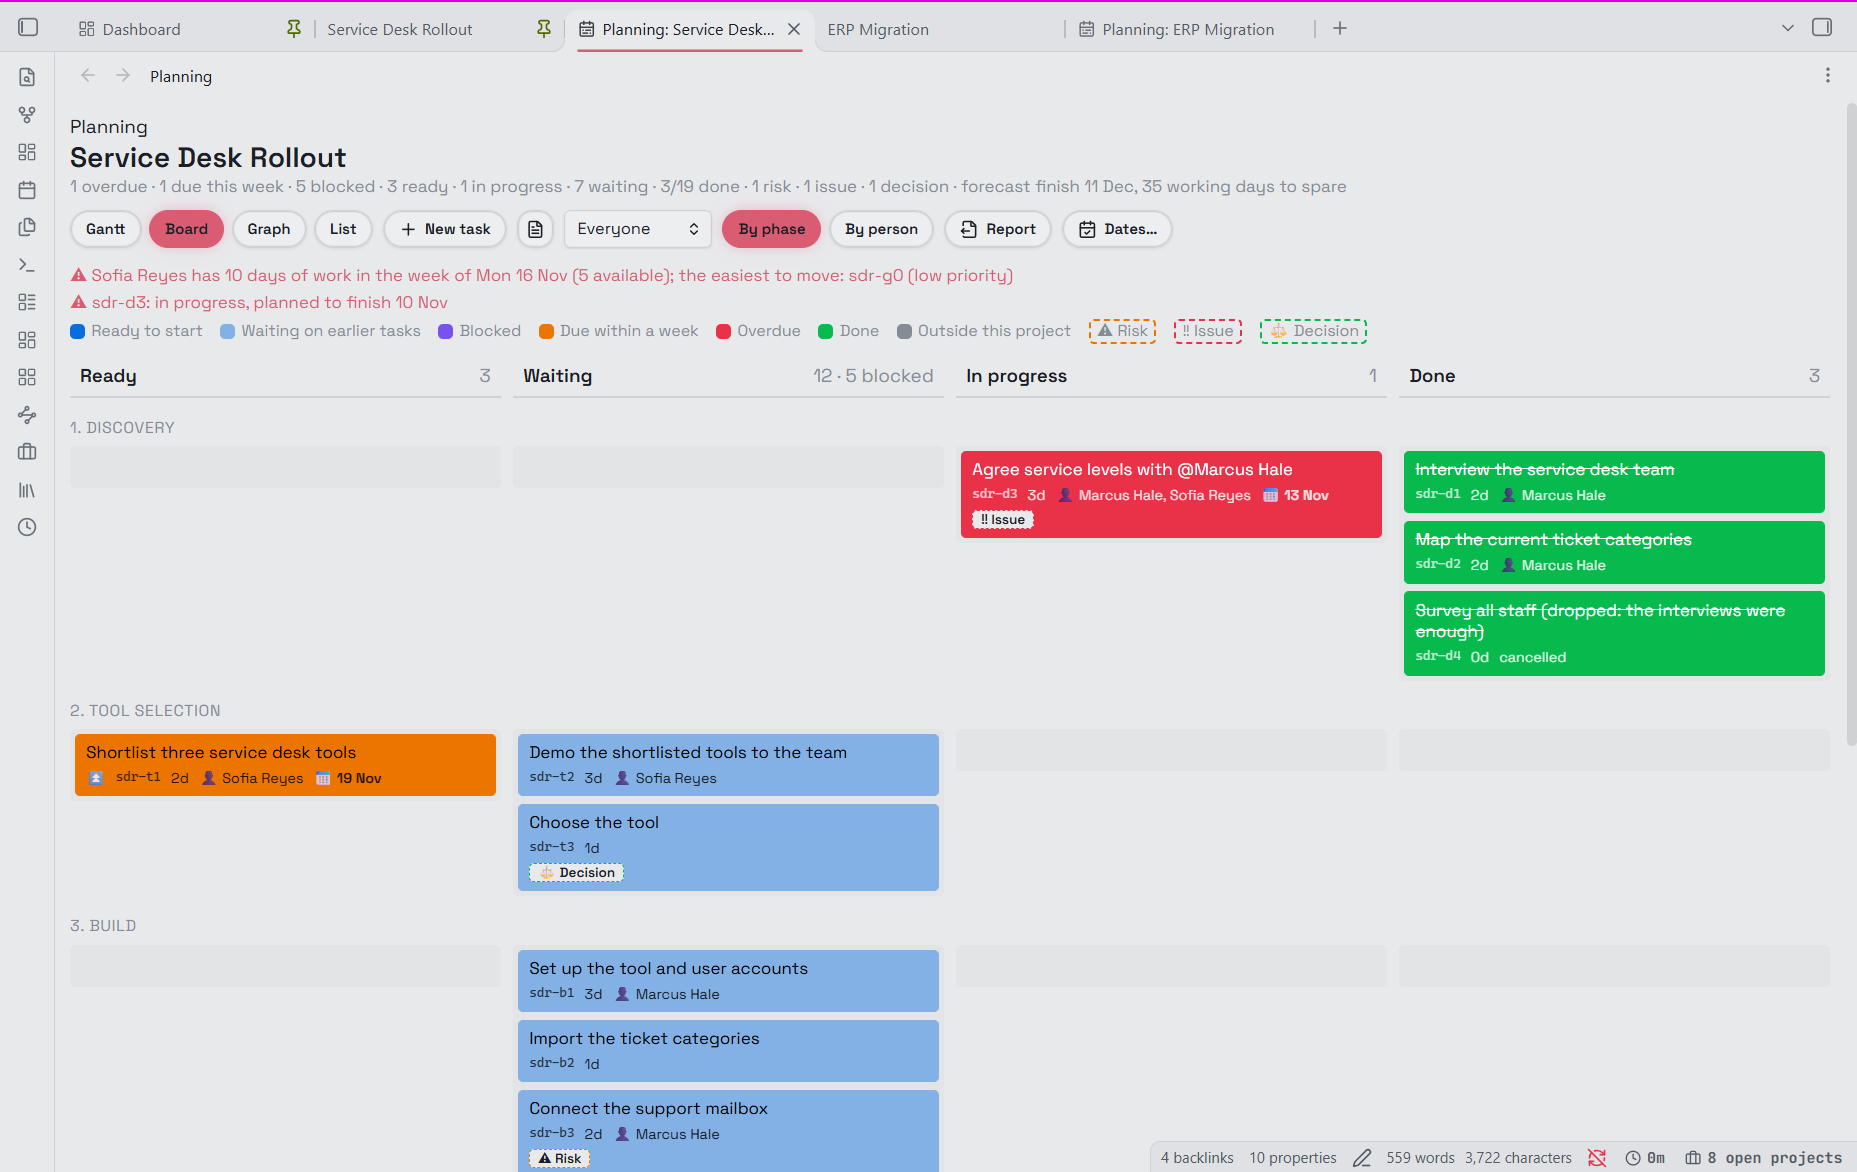 Dashboard
Service Desk Rollout
Planning: Service Desk...
ERP Migration
Planning: ERP Migration
Planning
Planning
Service Desk Rollout
1 overdue · 1 due this week · 5 blocked · 3 ready · 1 in progress · 7 waiting · 3/19 done · 1 risk · 1 issue · 1 decision · forecast finish 11 Dec, 35 working days to spare
Gantt
Board
Graph
List
New task
Everyone
By phase
By person
Report
Dates...
Sofia Reyes has 10 days of work in the week of Mon 16 Nov (5 available); the easiest to move: sdr-g0 (low priority)
sdr-d3: in progress, planned to finish 10 Nov
Ready to start
Waiting on earlier tasks
Blocked
Due within a week
Overdue
Done
Outside this project
Risk
!! Issue
Decision
Ready 3
Waiting 12 · 5 blocked
In progress 1
Done 3
1. DISCOVERY
Agree service levels with @Marcus Hale
sdr-d3 3d Marcus Hale, Sofia Reyes 13 Nov
!! Issue
Interview the service desk team
sdr-d1 2d Marcus Hale
Map the current ticket categories
sdr-d2 2d Marcus Hale
Survey all staff (dropped: the interviews were
enough)
sdr-d4 0d cancelled
2. TOOL SELECTION
Shortlist three service desk tools
sdr-t1 2d Sofia Reyes 19 Nov
Demo the shortlisted tools to the team
sdr-t2 3d Sofia Reyes
Choose the tool
sdr-t3 1d
Decision
3. BUILD
Set up the tool and user accounts
sdr-b1 3d Marcus Hale
Import the ticket categories
sdr-b2 1d
Connect the support mailbox
sdr-b3 2d Marcus Hale
Risk
4 backlinks 10 properties 559 words 3,722 characters 0m 8 open projects